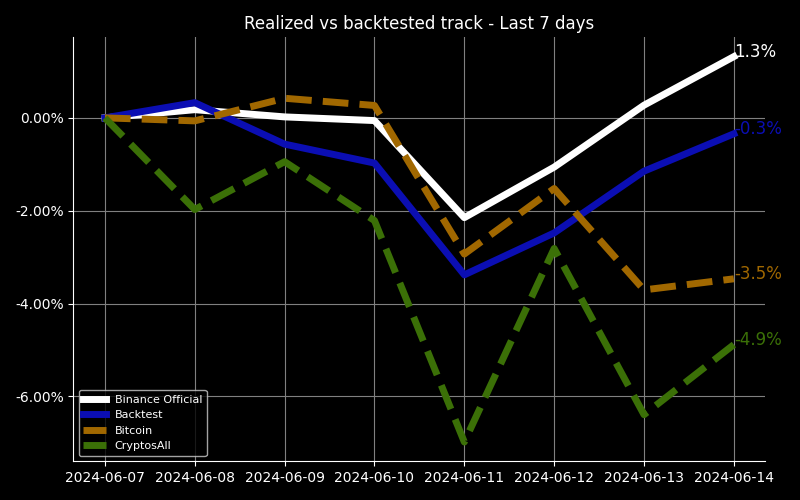 Realized vs backtested track - Last 7 days
1.3%
0.00%
-0.3%
-2.00%
-3.5%
-4.00%
-4.9%
-6.00%
Binance Official
Backtest
Bitcoin
CryptosAll
2024-06-07 2024-06-08 2024-06-09 2024-06-10 2024-06-11 2024-06-12 2024-06-13 2024-06-14